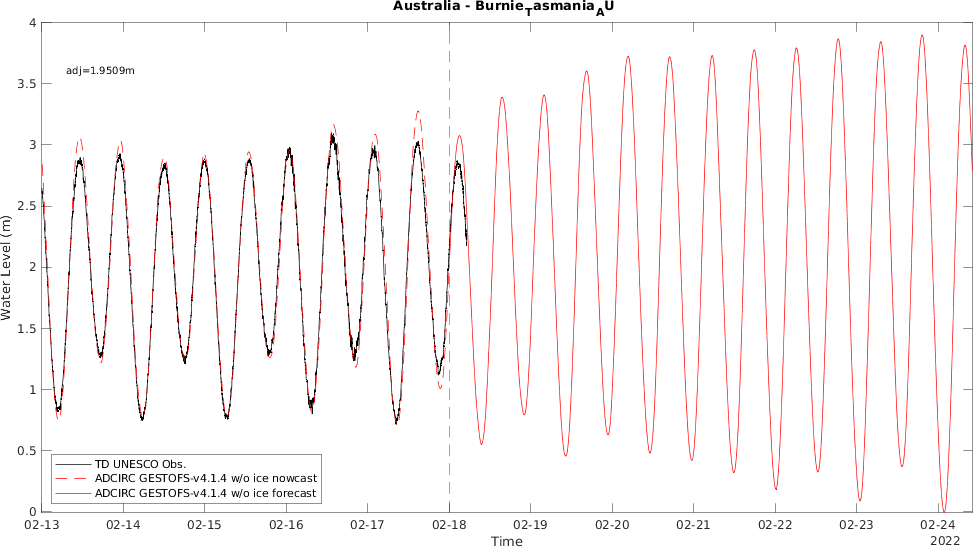 Australia - BurnieTasmaniaAU
4
3.5
3
2.5
2
1.5
1
0.5
0
Water Level (m)
adj=1.9509m
TD UNESCO Obs.
ADCIRC GESTOFS-v4.1.4 w/o ice nowcast
ADCIRC GESTOFS-v4.1.4 w/o ice forecast
02-13 02-14 02-15 02-16 02-17 02-18 02-19 02-20 02-21 02-22 02-23 02-24
Time
2022